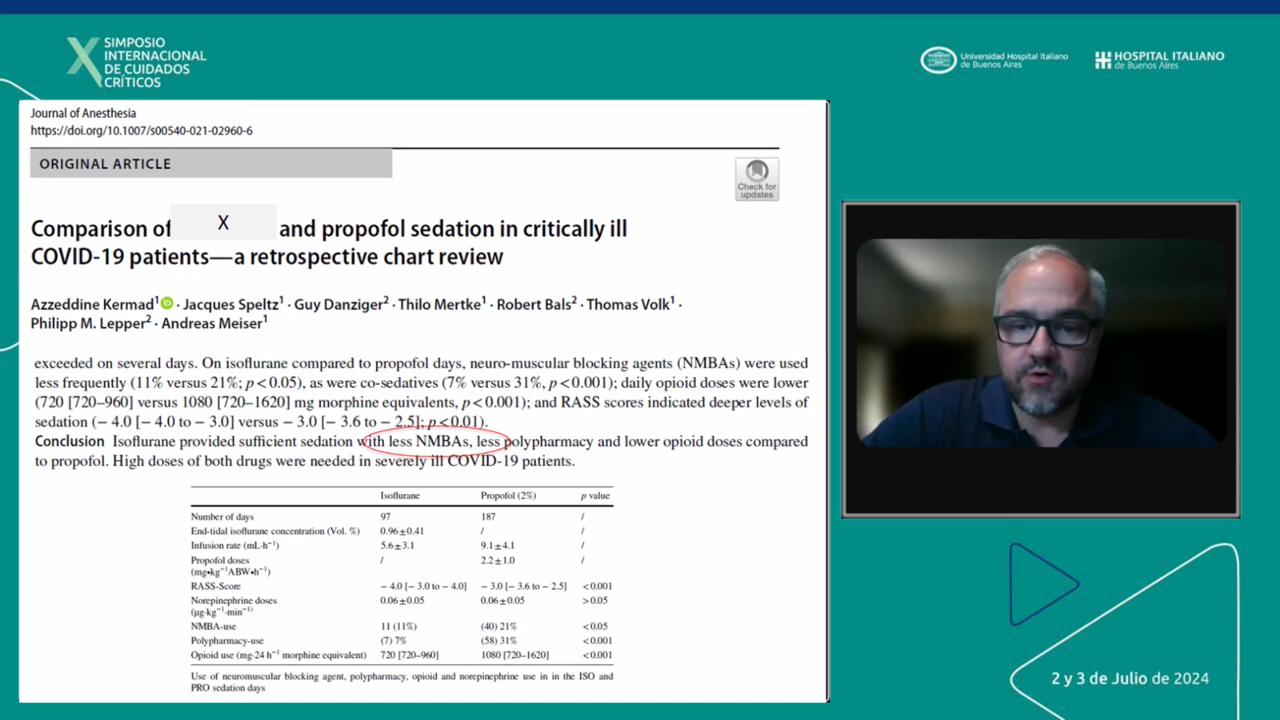 SIMPOSIO
INTERNACIONAL
DE CUIDADOS
CRÍTICOS
Universidad Hospital Italiano
de Buenos Aires
HOSPITAL ITALIANO
de Buenos Aires
Journal of Anesthesia
https://doi.org/10.1007/s00540-021-02960-6
ORIGINAL ARTICLE
Check for
updates
Comparison of X and propofol sedation in critically ill
COVID-19 patients—a retrospective chart review
Azzeddine Kermad1 iD · Jacques Speltz1 · Guy Danziger2 · Thilo Mertke1 · Robert Bals2 · Thomas Volk1 ·
Philipp M. Lepper2 · Andreas Meiser1
exceeded on several days. On isoflurane compared to propofol days, neuro-muscular blocking agents (NMBAs) were used
less frequently (11% versus 21%; p<0.05), as were co-sedatives (7% versus 31%, p<0.001); daily opioid doses were lower
(720 [720–960] versus 1080 [720–1620] mg morphine equivalents, p<0.001); and RASS scores indicated deeper levels of
sedation (− 4.0 [− 4.0 to − 3.0] versus − 3.0 [− 3.6 to − 2.5]; p<0.01).
Conclusion Isoflurane provided sufficient sedation with less NMBAs, less polypharmacy and lower opioid doses compared
to propofol. High doses of both drugs were needed in severely ill COVID-19 patients.
Isoflurane Propofol (2%) p value
Number of days 97 187 /
End-tidal isoflurane concentration (Vol. %) 0.96±0.41 / /
Infusion rate (mL·h−1) 5.6±3.1 9.1±4.1 /
Propofol doses / 2.2±1.0 /
(mg•kg−1ABW•h−1)
RASS-Score − 4.0 [− 3.0 to − 4.0] − 3.0 [− 3.6 to − 2.5] <0.001
Norepinephrine doses 0.06±0.05 0.06±0.05 >0.05
(µg·kg−1·min−1)
NMBA-use 11 (11%) (40) 21% <0.05
Polypharmacy-use (7) 7% (58) 31% <0.001
Opioid use (mg·24 h−1 morphine equivalent) 720 [720–960] 1080 [720–1620] <0.001
Use of neuromuscular blocking agent, polypharmacy, opioid and norepinephrine use in in the ISO and
PRO sedation days
2 y 3 de Julio de 2024